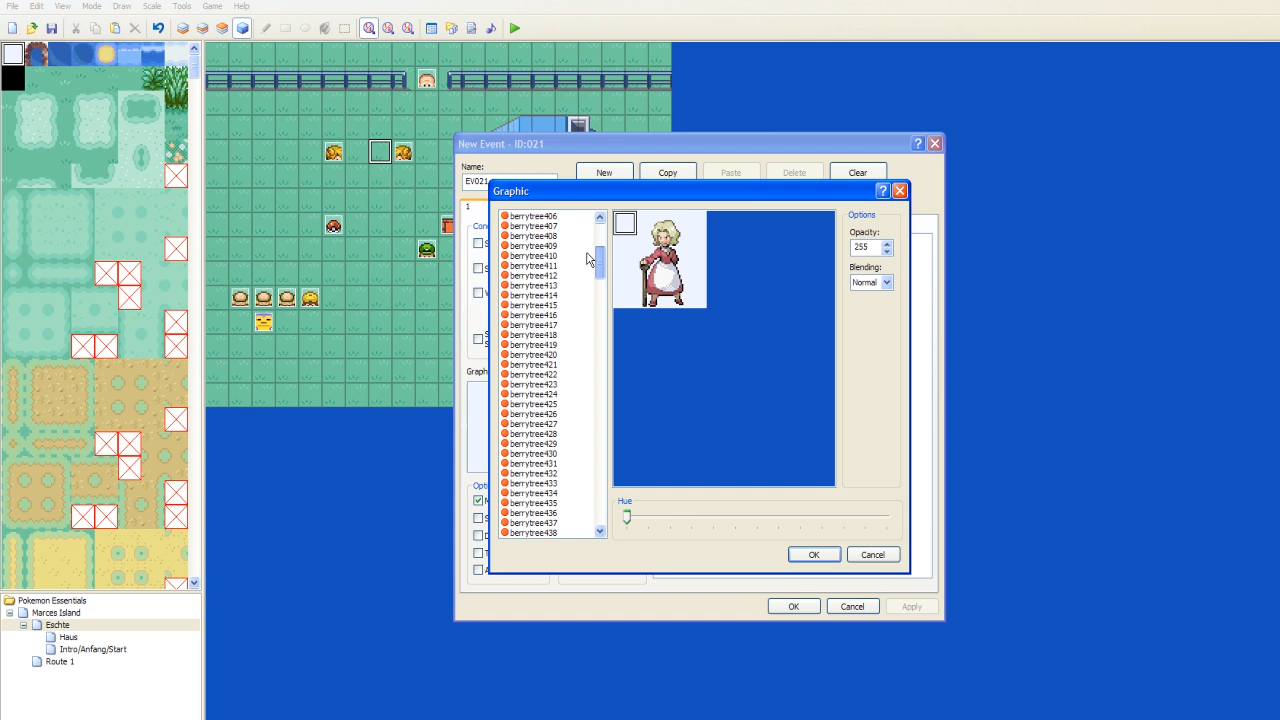 File Edit View Mode Draw Scale Tools Game Help
New Event - ID:021
Name:
EV021
New Copy Paste Delete Clear
1
Graphic
berrytree406
berrytree407
berrytree408
berrytree409
berrytree410
berrytree411
berrytree412
berrytree413
berrytree414
berrytree415
berrytree416
berrytree417
berrytree418
berrytree419
berrytree420
berrytree421
berrytree422
berrytree423
berrytree424
berrytree425
berrytree426
berrytree427
berrytree428
berrytree429
berrytree430
berrytree431
berrytree432
berrytree433
berrytree434
berrytree435
berrytree436
berrytree437
berrytree438
Options
Opacity:
255
Blending:
Normal
Hue
OK Cancel
Conc
Graph
Opti
OK Cancel Apply
Pokemon Essentials
Marces Island
Eschte
Haus
Intro/Anfang/Start
Route 1